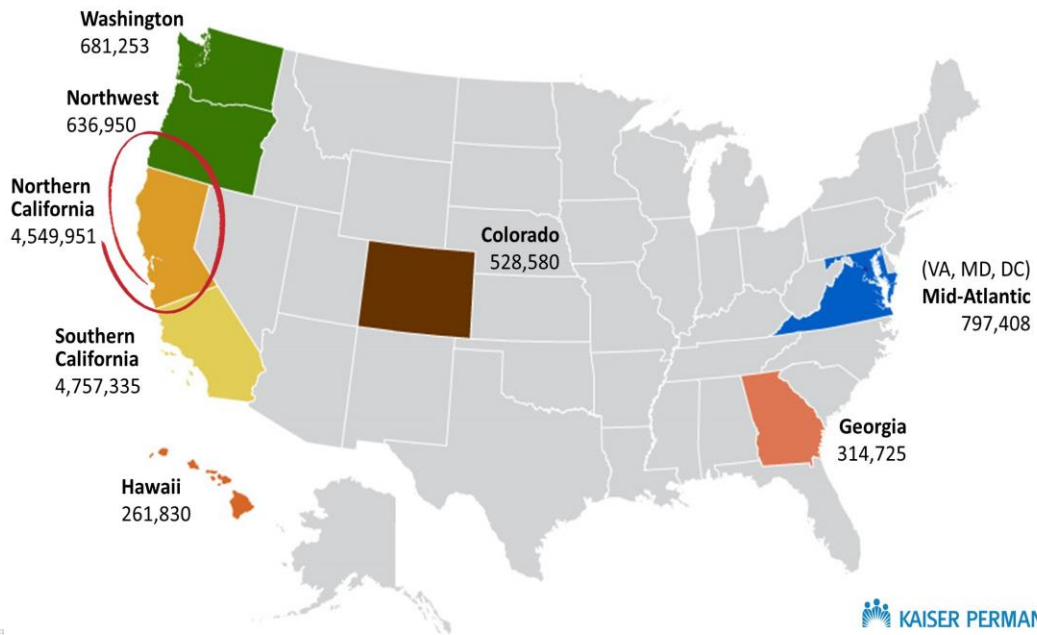 Washington
681,253
Northwest
636,950
Northern
California
4,549,951
Southern
California
4,757,335
Hawaii
261,830
Colorado
528,580
(VA, MD, DC)
Mid-Atlantic
797,408
Georgia
314,725
KAISER PERMAN